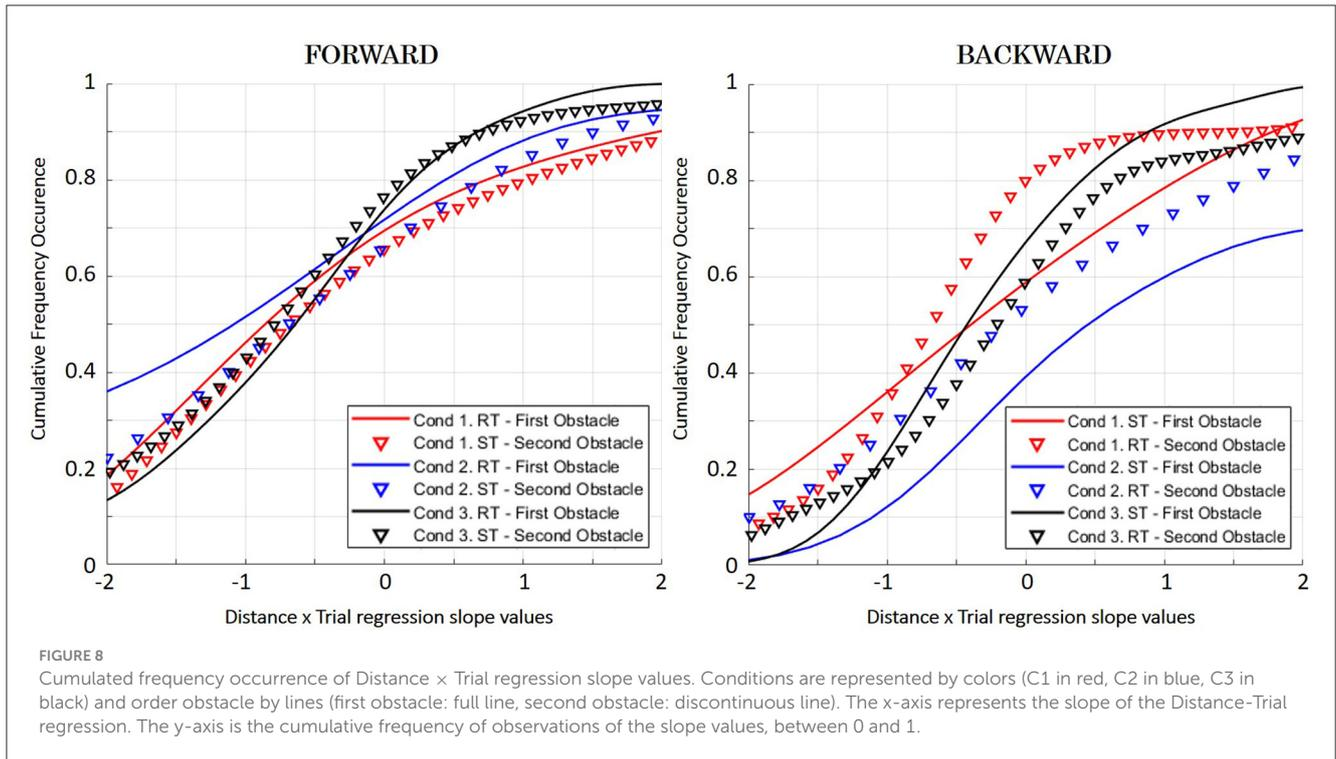 FORWARD
Cumulative Frequency Occurence
1
0.8
0.6
0.4
0.2
0
-2
-1
0
1
2
Cond 1. RT - First Obstacle
Cond 1. ST - Second Obstacle
Cond 2. RT - First Obstacle
Cond 2. ST - Second Obstacle
Cond 3. RT - First Obstacle
Cond 3. ST - Second Obstacle
Distance x Trial regression slope values
BACKWARD
Cumulative Frequency Occurence
1
0.8
0.6
0.4
0.2
0
-2
-1
0
1
2
Cond 1. ST - First Obstacle
Cond 1. RT - Second Obstacle
Cond 2. ST - First Obstacle
Cond 2. RT - Second Obstacle
Cond 3. ST - First Obstacle
Cond 3. RT - Second Obstacle
Distance x Trial regression slope values
FIGURE 8
Cumulated frequency occurrence of Distance × Trial regression slope values. Conditions are represented by colors (C1 in red, C2 in blue, C3 in
black) and order obstacle by lines (first obstacle: full line, second obstacle: discontinuous line). The x-axis represents the slope of the Distance-Trial
regression. The y-axis is the cumulative frequency of observations of the slope values, between 0 and 1.